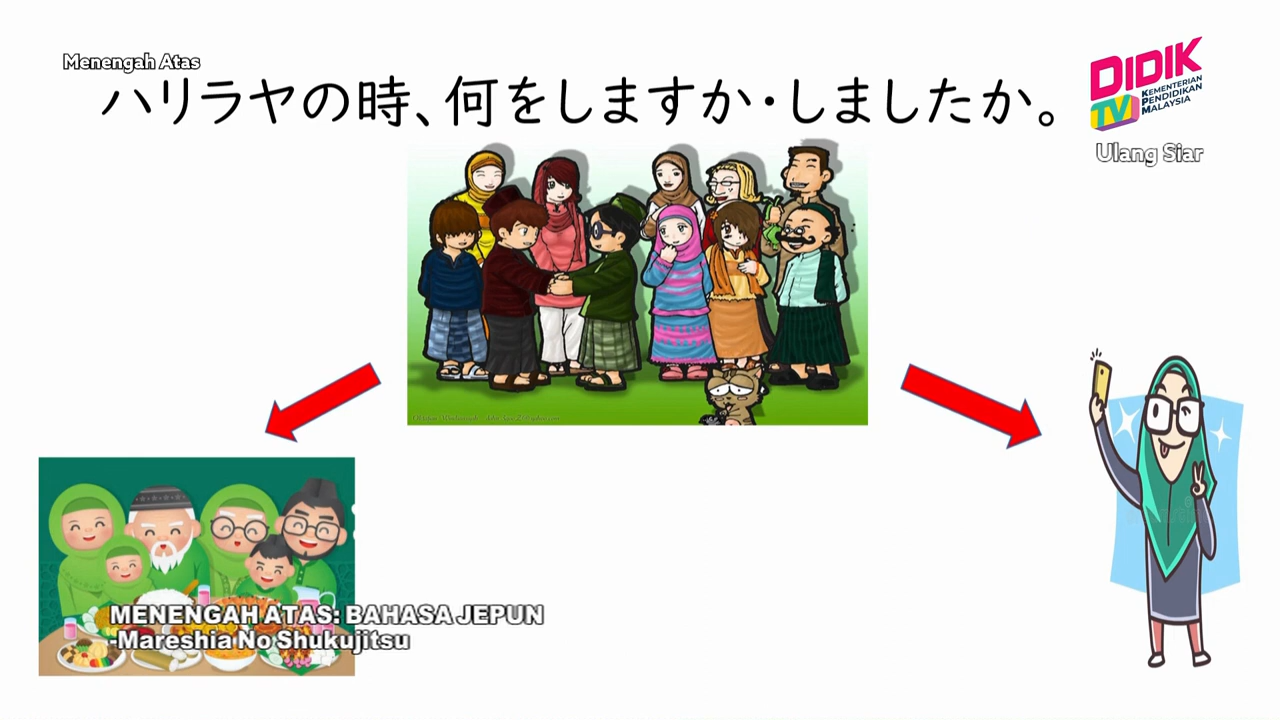 Menengah Atas
ハリラヤの時、何をしますか・しましたか。
DIDIK
TV
KEMENTERIAN
PENDIDIKAN
MALAYSIA
Ulang Siar
MENENGAH ATAS: BAHASA JEPUN
-Mareshia No Shukujitsu